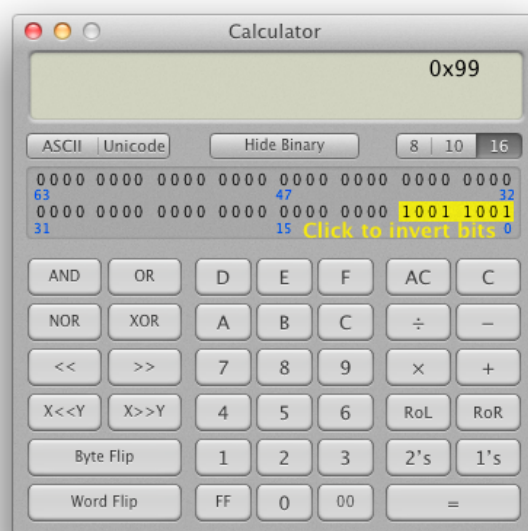 Calculator
0x99
ASCII Unicode Hide Binary 8 10 16
0000 0000 0000 0000 0000 0000 0000 0000
63 47 32
0000 0000 0000 0000 0000 0000 1001 1001
31 15 Click to invert bits 0
AND OR D E F AC C
NOR XOR A B C ÷ −
<< >> 7 8 9 × +
X<<Y X>>Y 4 5 6 RoL RoR
Byte Flip 1 2 3 2's 1's
Word Flip FF 0 00 =